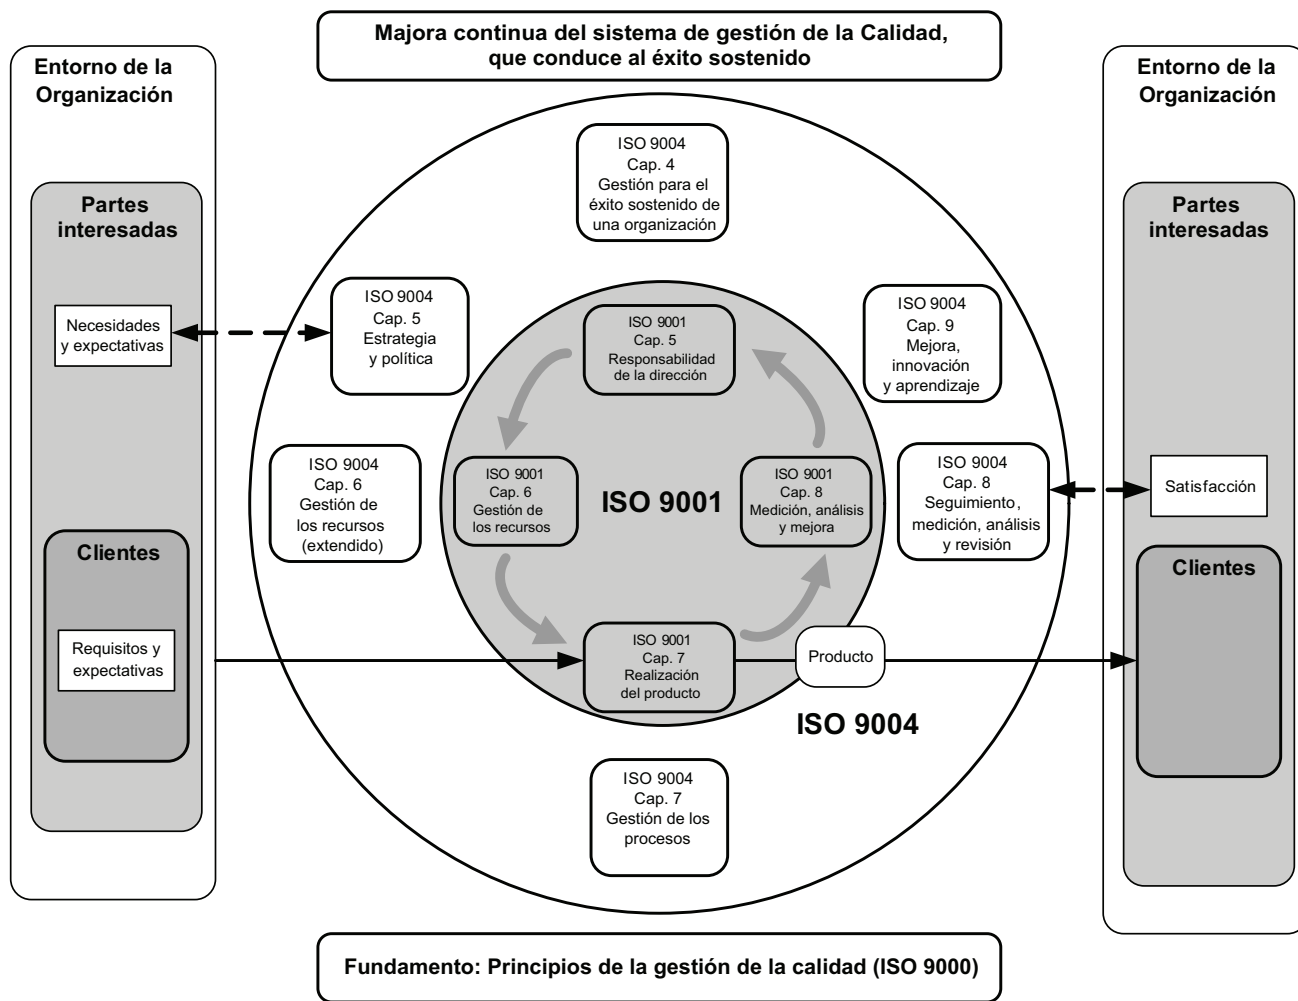 Majora continua del sistema de gestión de la Calidad,
que conduce al éxito sostenido
Entorno de la
Organización
Partes
interesadas
Necesidades
y expectativas
Clientes
Requisitos y
expectativas
ISO 9004
Cap. 4
Gestión para el
éxito sostenido de
una organización
ISO 9004
Cap. 5
Estrategia
y política
ISO 9004
Cap. 9
Mejora,
innovación
y aprendizaje
ISO 9001
Cap. 5
Responsabilidad
de la dirección
ISO 9004
Cap. 6
Gestión de
los recursos
(extendido)
ISO 9001
Cap. 6
Gestión de
los recursos
ISO 9001
ISO 9001
Cap. 8
Medición, análisis
y mejora
ISO 9004
Cap. 8
Seguimiento,
medición, análisis
y revisión
ISO 9001
Cap. 7
Realización
del producto
Producto
ISO 9004
ISO 9004
Cap. 7
Gestión de los
procesos
Entorno de la
Organización
Partes
interesadas
Satisfacción
Clientes
Fundamento: Principios de la gestión de la calidad (ISO 9000)